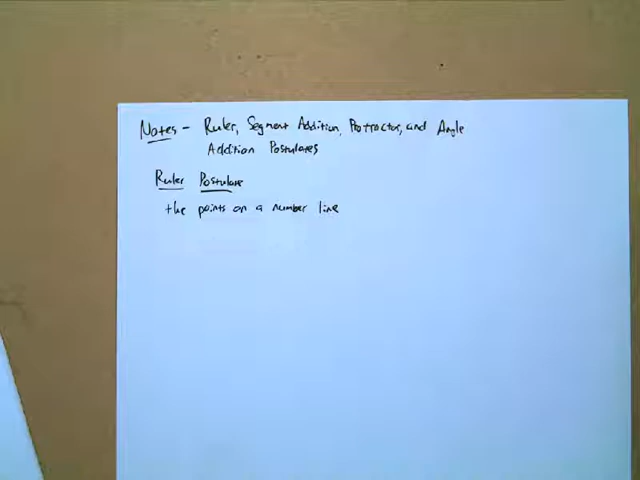 Notes - Ruler, Segment Addition, Protractor, and Angle
Addition Postulates
Ruler Postulate
the points on a number line